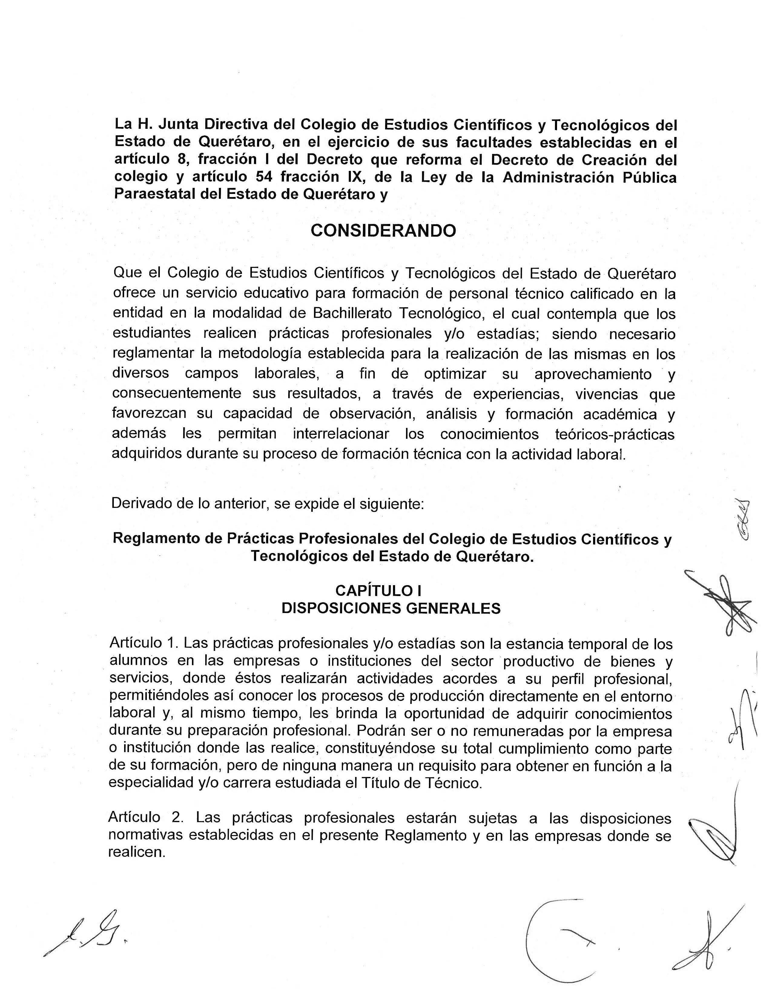 La H. Junta Directiva del Colegio de Estudios Científicos y Tecnológicos del
Estado de Querétaro, en el ejercicio de sus facultades establecidas en el
artículo 8, fracción I del Decreto que reforma el Decreto de Creación del
colegio y artículo 54 fracción IX, de la Ley de la Administración Pública
Paraestatal del Estado de Querétaro y
CONSIDERANDO
Que el Colegio de Estudios Científicos y Tecnológicos del Estado de Querétaro
ofrece un servicio educativo para formación de personal técnico calificado en la
entidad en la modalidad de Bachillerato Tecnológico, el cual contempla que los
estudiantes realicen prácticas profesionales y/o estadías; siendo necesario
reglamentar la metodología establecida para la realización de las mismas en los
diversos campos laborales, a fin de optimizar su aprovechamiento y
consecuentemente sus resultados, a través de experiencias, vivencias que
favorezcan su capacidad de observación, análisis y formación académica y
además les permitan interrelacionar los conocimientos teóricos-prácticas
adquiridos durante su proceso de formación técnica con la actividad laboral.
Derivado de lo anterior, se expide el siguiente:
Reglamento de Prácticas Profesionales del Colegio de Estudios Científicos y
Tecnológicos del Estado de Querétaro.
CAPÍTULO I
DISPOSICIONES GENERALES
Artículo 1. Las prácticas profesionales y/o estadías son la estancia temporal de los
alumnos en las empresas o instituciones del sector productivo de bienes y
servicios, donde éstos realizarán actividades acordes a su perfil profesional,
permitiéndoles así conocer los procesos de producción directamente en el entorno
laboral y, al mismo tiempo, les brinda la oportunidad de adquirir conocimientos
durante su preparación profesional. Podrán ser o no remuneradas por la empresa
o institución donde las realice, constituyéndose su total cumplimiento como parte
de su formación, pero de ninguna manera un requisito para obtener en función a la
especialidad y/o carrera estudiada el Título de Técnico.
Artículo 2. Las prácticas profesionales estarán sujetas a las disposiciones
normativas establecidas en el presente Reglamento y en las empresas donde se
realicen.